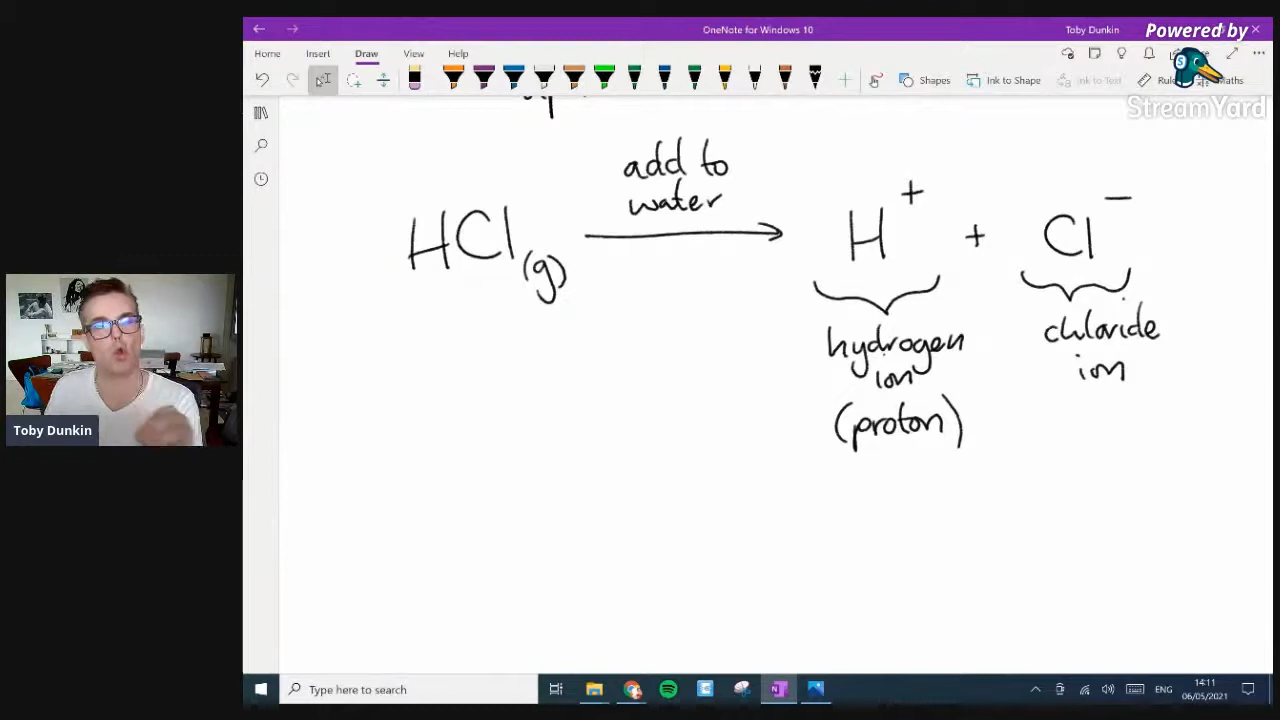 OneNote for Windows 10
Toby Dunkin
Powered by
StreamYard
Home
Insert
Draw
View
Help
Shapes
Ink to Shape
Ink to Text
Maths
add to
water
HCl(g)
H+ + Cl−
hydrogen
ion
(proton)
chloride
ion
Toby Dunkin
Type here to search
ENG
14:11
06/05/2021